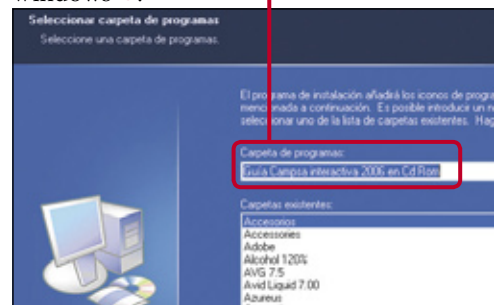 Seleccionar carpeta de programas
Seleccione una carpeta de programas.
El programa de instalación añadirá los iconos de progra
mencionada a continuación. Es posible introducir un n
seleccionar uno de la lista de carpetas existentes. Hag
Carpeta de programas:
Guía Campsa interactiva 2006 en Cd Rom
Carpetas existentes:
Accesorios
Accessories
Adobe
Alcohol 120%
AVG 7.5
Avid Liquid 7.00
Azureus